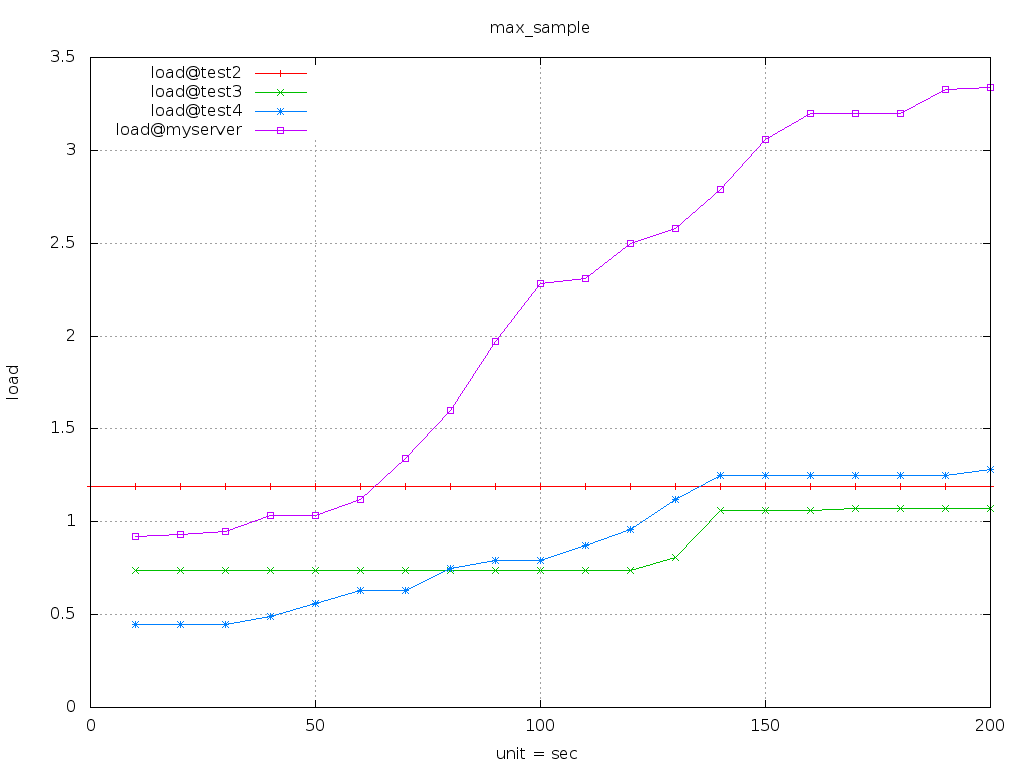 max_sample
load@test2
load@test3
load@test4
load@myserver
3.5
3
2.5
2
1.5
1
0.5
0
load
0 50 100 150 200
unit = sec